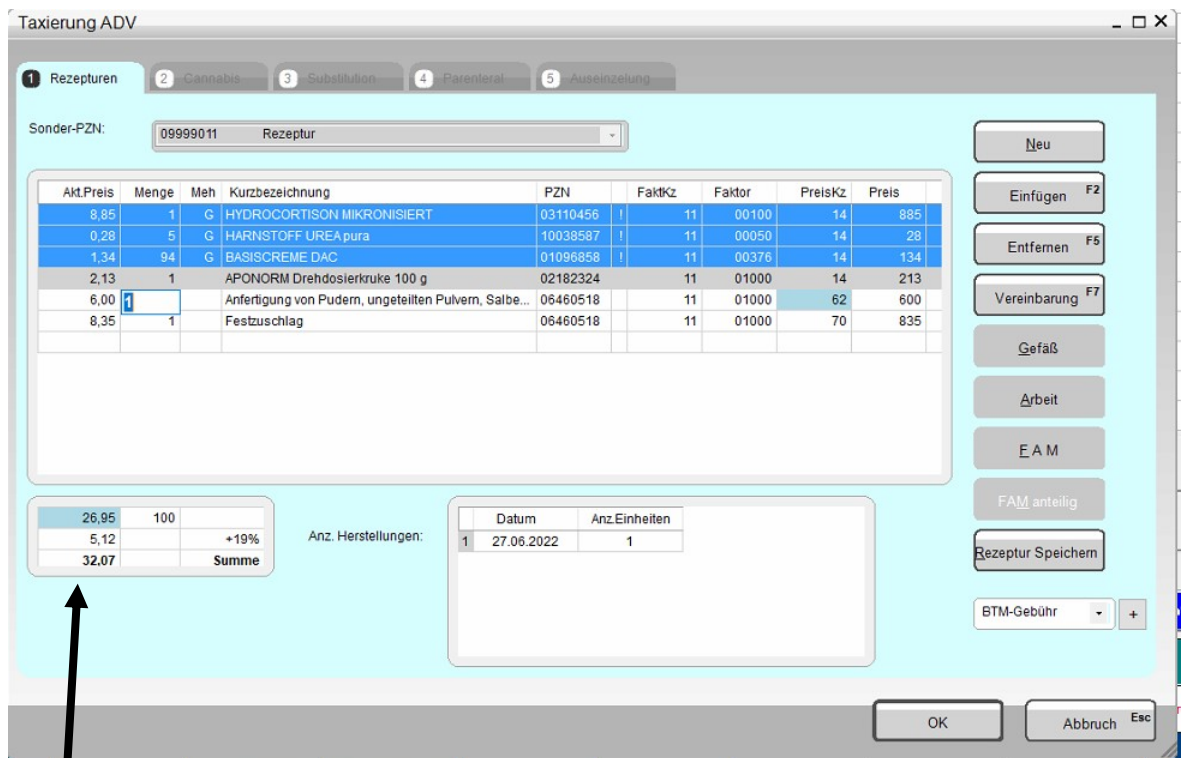 Taxierung ADV
1 Rezepturen 2 Cannabis 3 Substitution 4 Parenteral 5 Auseinzelung
Sonder-PZN: 09999011 Rezeptur
Neu
Akt.Preis Menge Meh Kurzbezeichnung PZN FaktKz Faktor PreisKz Preis
8,85 1 G HYDROCORTISON MIKRONISIERT 03110456 ! 11 00100 14 885
0,28 5 G HARNSTOFF UREA pura 10038587 ! 11 00050 14 28
1,34 94 G BASISCREME DAC 01096858 ! 11 00376 14 134
2,13 1 APONORM Drehdosierkruke 100 g 02182324 11 01000 14 213
6,00 1 Anfertigung von Pudern, ungeteilten Pulvern, Salbe... 06460518 11 01000 62 600
8,35 1 Festzuschlag 06460518 11 01000 70 835
Einfügen F2
Entfernen F5
Vereinbarung F7
Gefäß
Arbeit
F A M
FAM anteilig
Rezeptur Speichern
BTM-Gebühr +
26,95 100
5,12 +19%
32,07 Summe
Anz. Herstellungen:
Datum Anz.Einheiten
1 27.06.2022 1
OK
Abbruch Esc